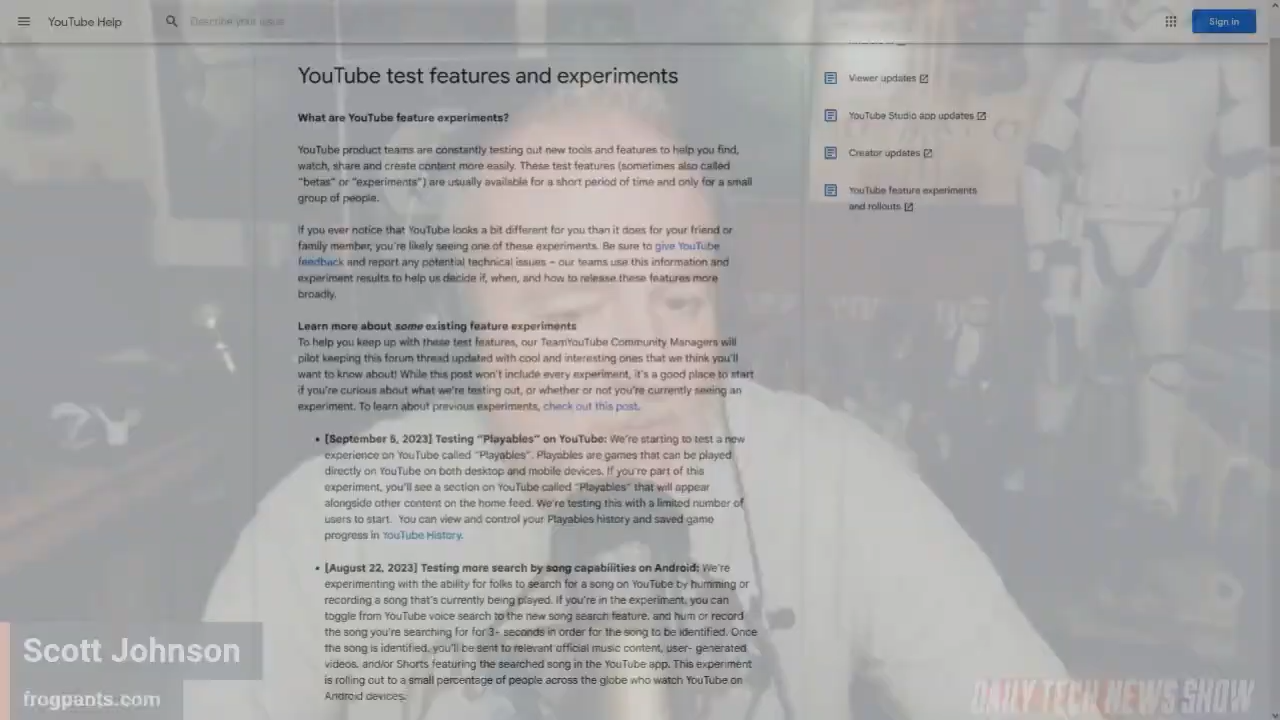 YouTube Help
Describe your issue
Sign in
YouTube test features and experiments
What are YouTube feature experiments?
YouTube product teams are constantly testing out new tools and features to help you find,
watch, share and create content more easily. These test features (sometimes also called
"betas" or "experiments") are usually available for a short period of time and only for a small
group of people.
If you ever notice that YouTube looks a bit different for you than it does for your friend or
family member, you're likely seeing one of these experiments. Be sure to give YouTube
feedback and report any potential technical issues – our teams use this information and
experiment results to help us decide if, when, and how to release these features more
broadly.
Learn more about some existing feature experiments
To help you keep up with these test features, our TeamYouTube Community Managers will
pilot keeping this forum thread updated with cool and interesting ones that we think you'll
want to know about! While this post won't include every experiment, it's a good place to start
if you're curious about what we're testing out, or whether or not you're currently seeing an
experiment. To learn about previous experiments, check out this post.
• [September 5, 2023] Testing "Playables" on YouTube: We're starting to test a new
experience on YouTube called "Playables". Playables are games that can be played
directly on YouTube on both desktop and mobile devices. If you're part of this
experiment, you'll see a section on YouTube called "Playables" that will appear
alongside other content on the home feed. We're testing this with a limited number of
users to start. You can view and control your Playables history and saved game
progress in YouTube History.
• [August 22, 2023] Testing more search by song capabilities on Android: We're
experimenting with the ability for folks to search for a song on YouTube by humming or
recording a song that's currently being played. If you're in the experiment, you can
toggle from YouTube voice search to the new song search feature, and hum or record
the song you're searching for for 3+ seconds in order for the song to be identified. Once
the song is identified, you'll be sent to relevant official music content, user- generated
videos, and/or Shorts featuring the searched song in the YouTube app. This experiment
is rolling out to a small percentage of people across the globe who watch YouTube on
Android devices.
Viewer updates
YouTube Studio app updates
Creator updates
YouTube feature experiments
and rollouts
Scott Johnson
frogpants.com
DAILY TECH NEWS SHOW